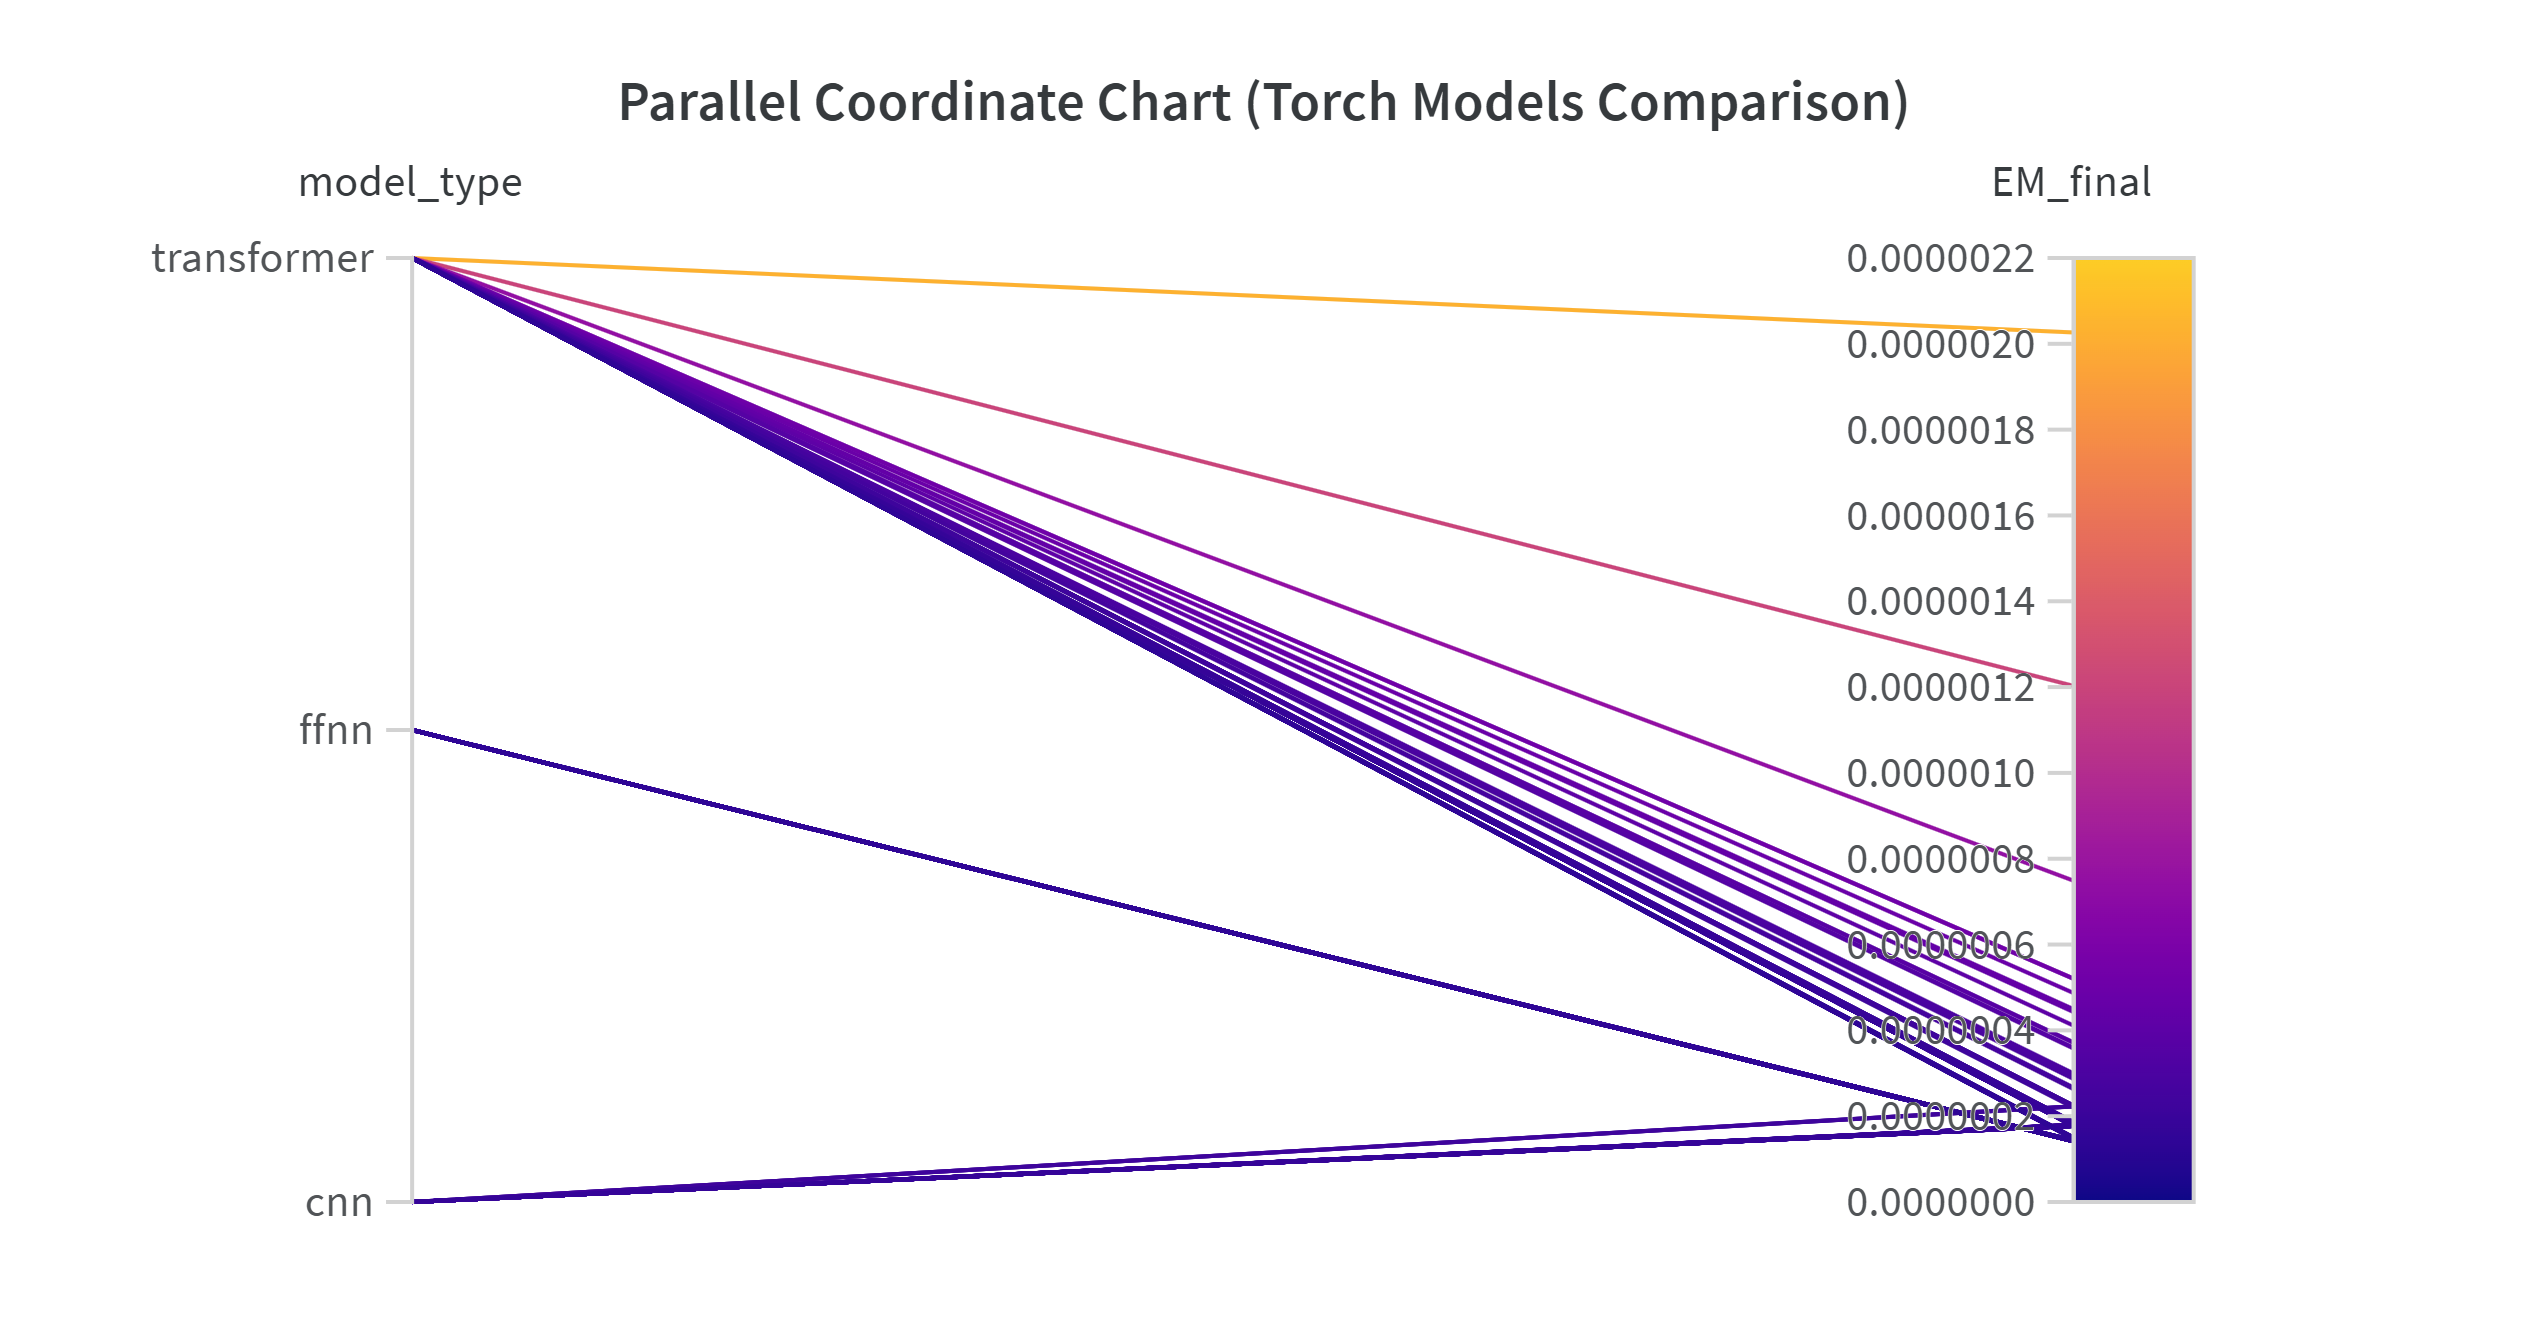 Parallel Coordinate Chart (Torch Models Comparison)
model_type
EM_final
transformer
ffnn
cnn
0.0000022
0.0000020
0.0000018
0.0000016
0.0000014
0.0000012
0.0000010
0.0000008
0.0000006
0.0000004
0.0000002
0.0000000